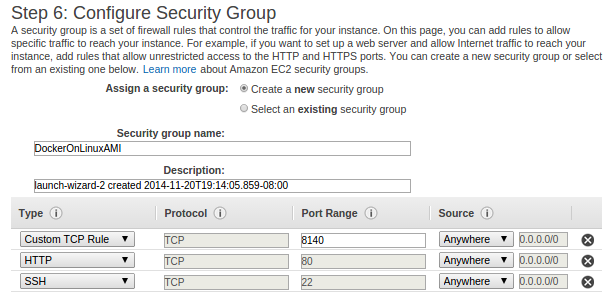 Step 6: Configure Security Group
A security group is a set of firewall rules that control the traffic for your instance. On this page, you can add rules to allow
specific traffic to reach your instance. For example, if you want to set up a web server and allow Internet traffic to reach your
instance, add rules that allow unrestricted access to the HTTP and HTTPS ports. You can create a new security group or select
from an existing one below. Learn more about Amazon EC2 security groups.
Assign a security group: Create a new security group
Select an existing security group
Security group name:
DockerOnLinuxAMI
Description:
launch-wizard-2 created 2014-11-20T19:14:05.859-08:00
Type i Protocol i Port Range i Source i
Custom TCP Rule TCP 8140 Anywhere 0.0.0.0/0
HTTP TCP 80 Anywhere 0.0.0.0/0
SSH TCP 22 Anywhere 0.0.0.0/0